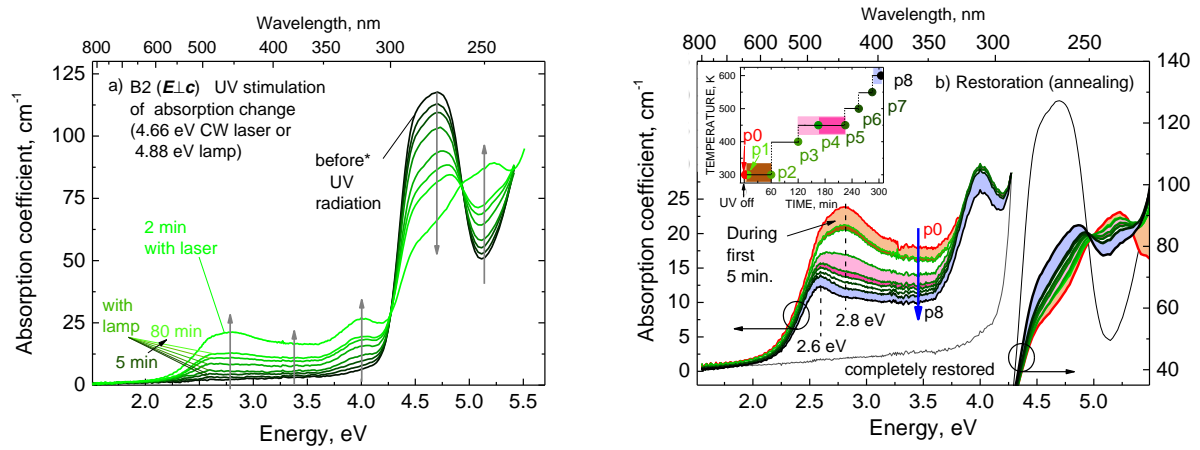 Wavelength, nm
800 600 500 400 300 250
a) B2 (E⊥c) UV stimulation
of absorption change
(4.66 eV CW laser or
4.88 eV lamp)
before*
UV
radiation
2 min
with laser
with
lamp
80 min
5 min
125
100
75
50
25
0
Absorption coefficient, cm⁻¹
2.0 2.5 3.0 3.5 4.0 4.5 5.0 5.5
Energy, eV
Wavelength, nm
800 600 500 400 300 250
b) Restoration (annealing)
TEMPERATURE, K
600
500
400
300
p0
p1
p2
p3
p4
p5
p6
p7
p8
0 60 120 180 240 300
UV off
TIME, min
During
first
5 min.
p0
p8
2.8 eV
2.6 eV
completely restored
25
20
15
10
5
0
Absorption coefficient, cm⁻¹
140
120
100
80
60
40
2.0 2.5 3.0 3.5 4.0 4.5 5.0
Energy, eV